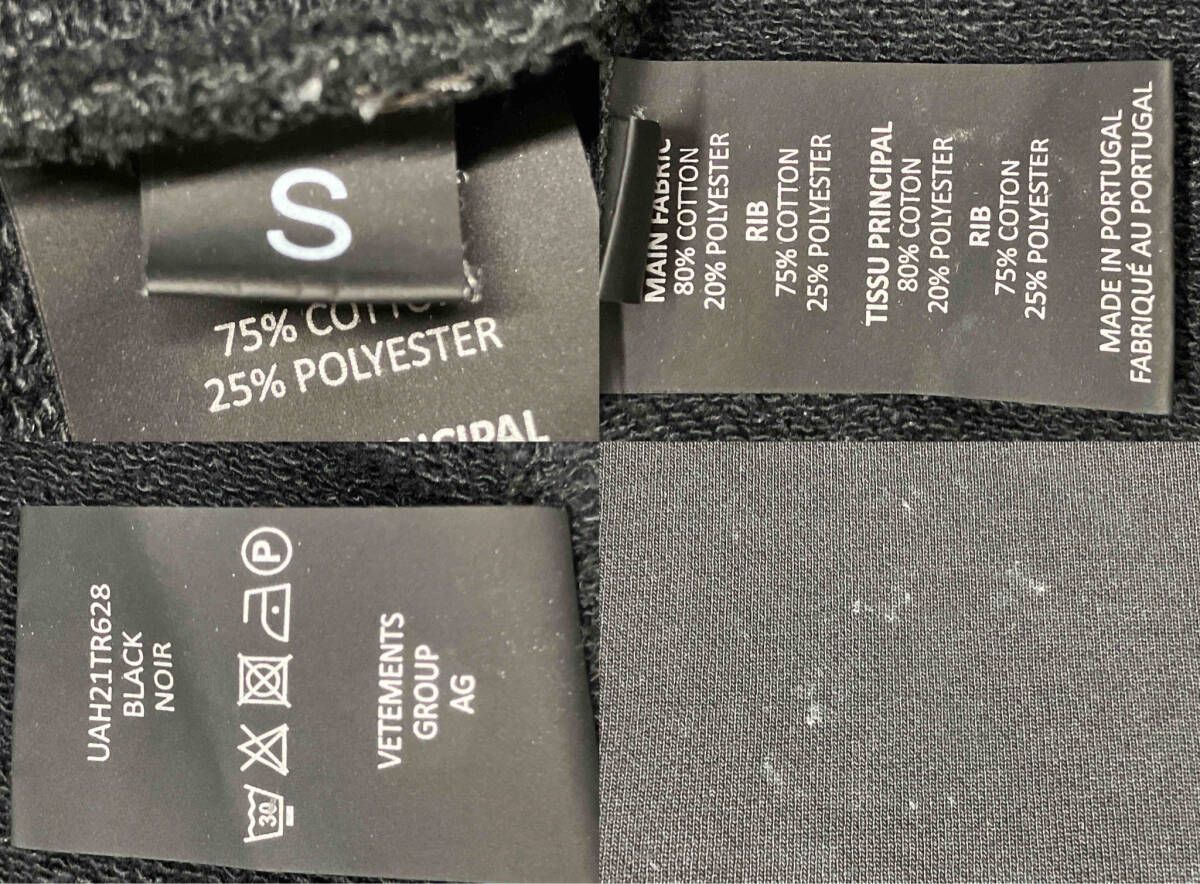 S
75% COTTO
25% POLYESTER
NCIPAL
MAIN FABRIC
80% COTTON
20% POLYESTER
RIB
75% COTTON
25% POLYESTER
TISSU PRINCIPAL
80% COTON
20% POLYESTER
RIB
75% COTON
25% POLYESTER
MADE IN PORTUGAL
FABRIQUÉ AU PORTUGAL
UAH21TR628
BLACK
NOIR
30
P
VETEMENTS
GROUP
AG